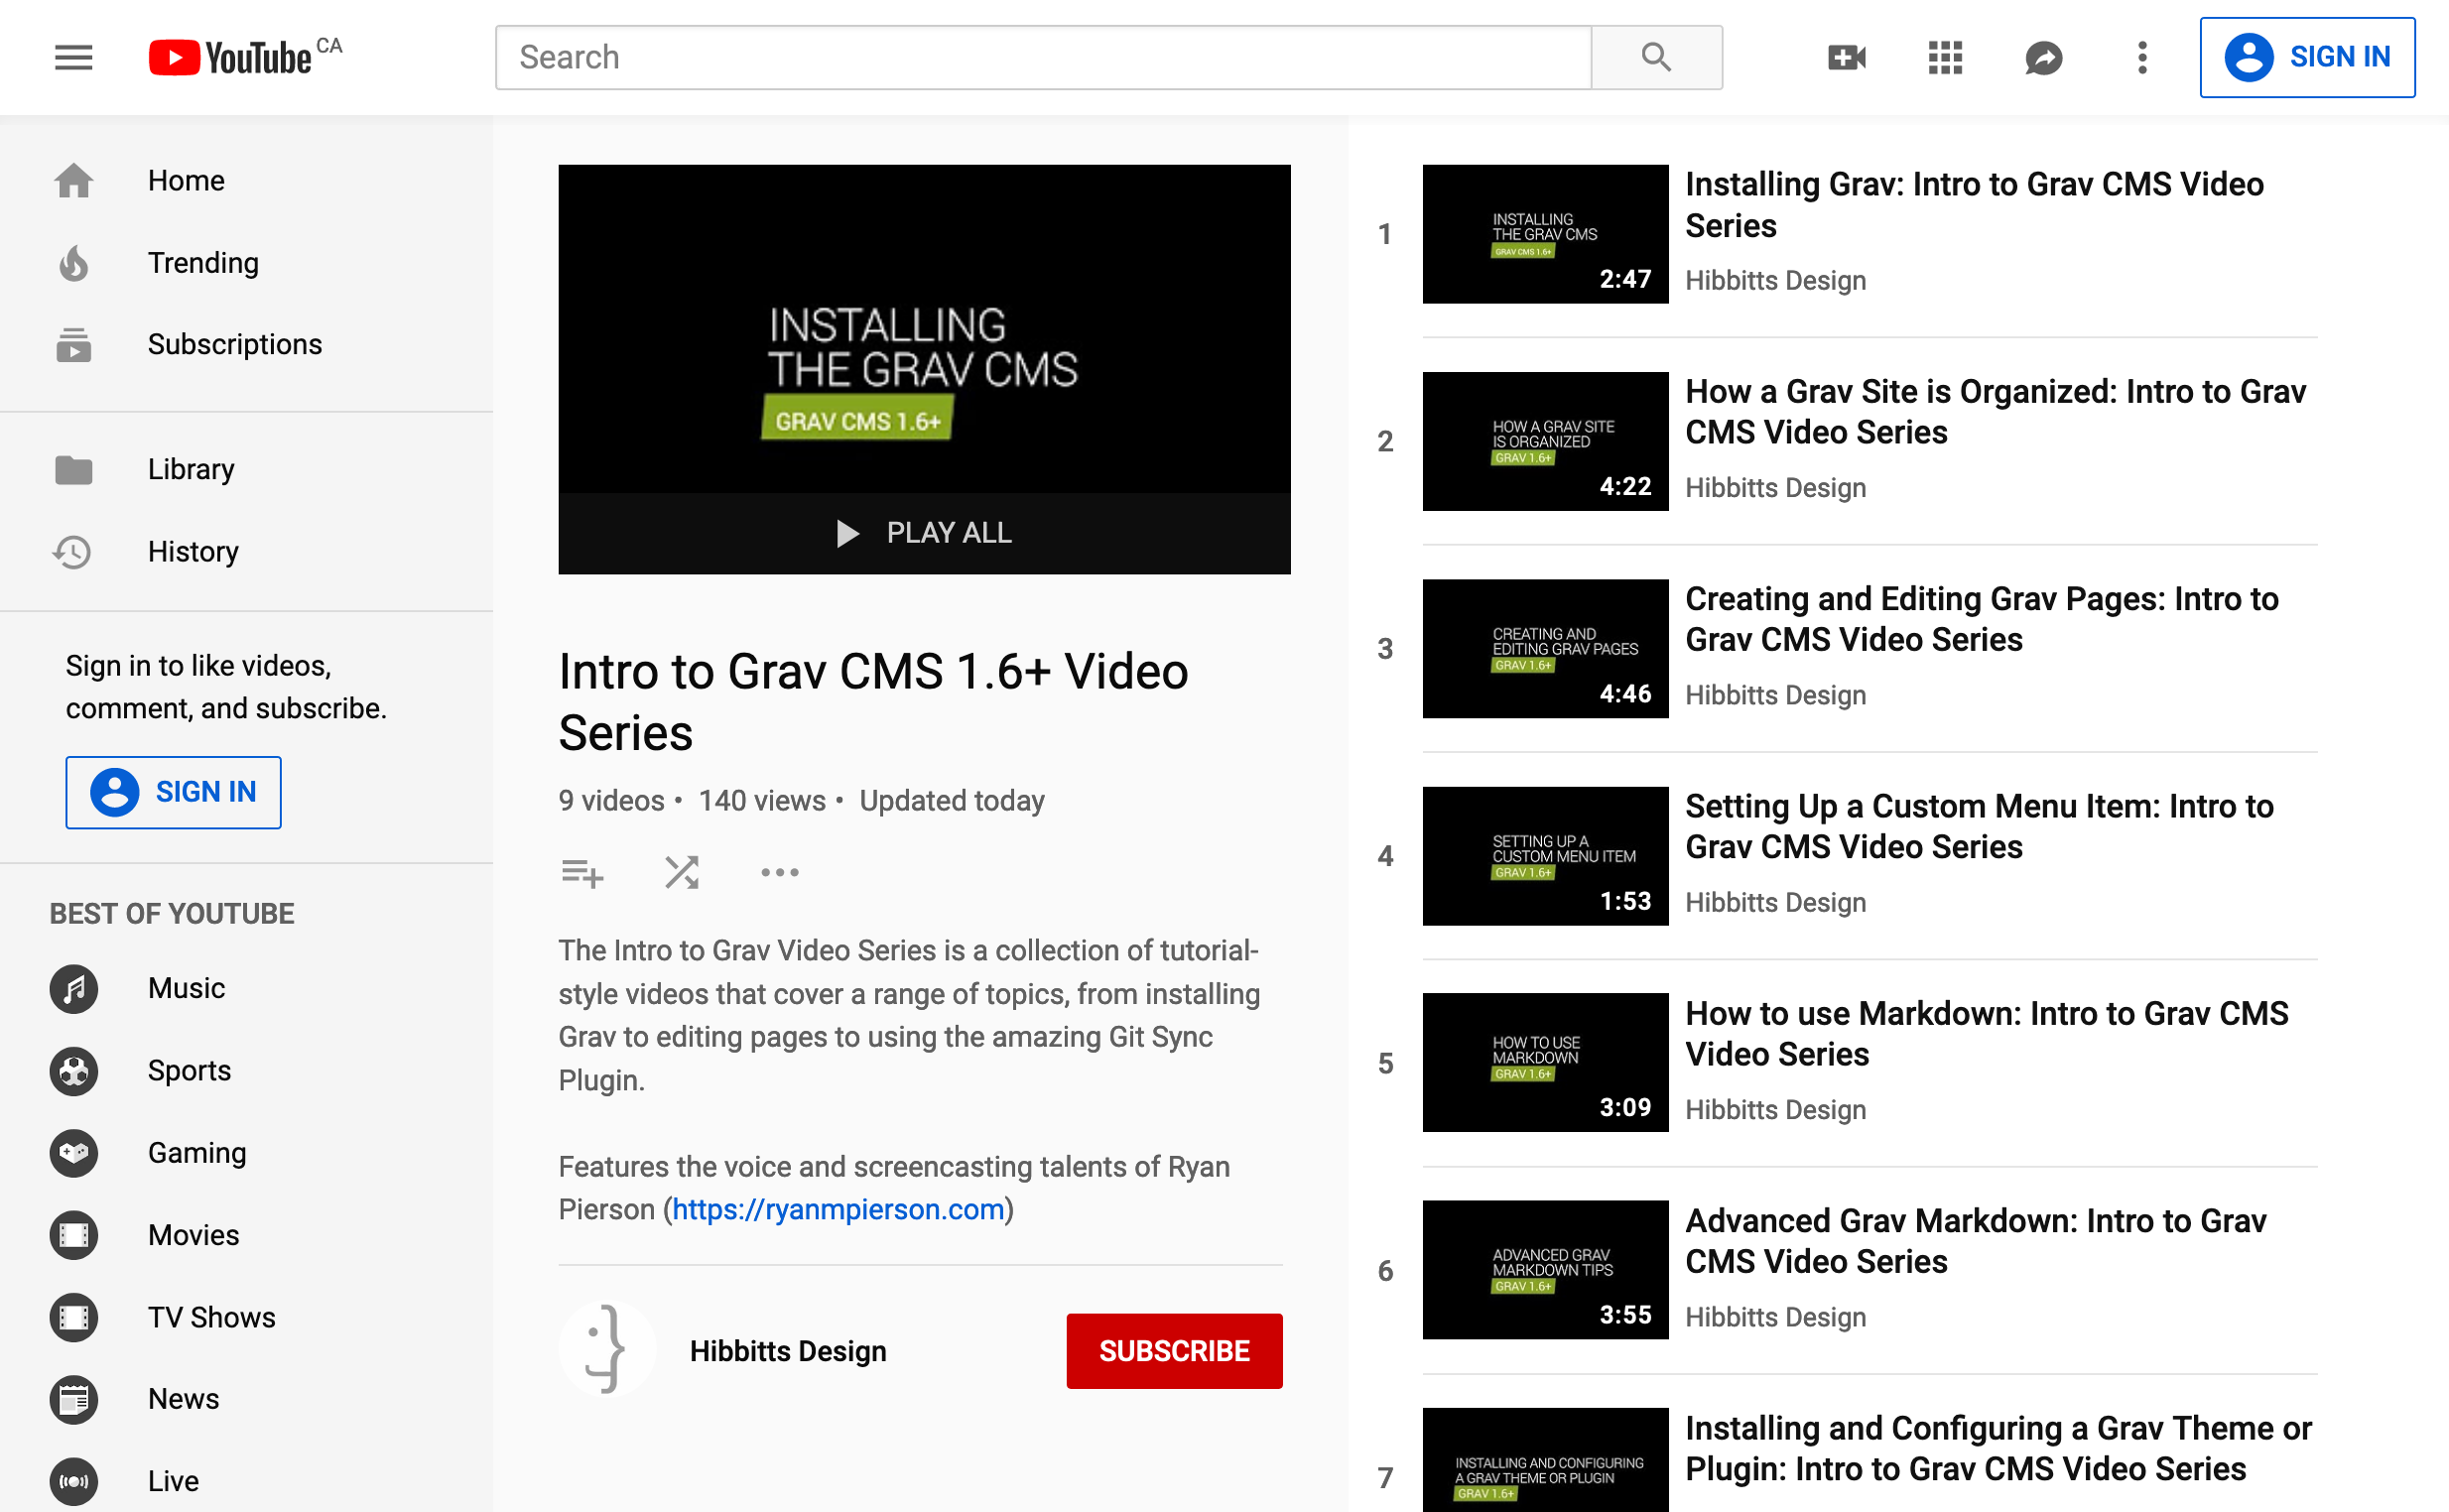 YouTube CA
Search
SIGN IN
Home
Trending
Subscriptions
Library
History
Sign in to like videos,
comment, and subscribe.
SIGN IN
BEST OF YOUTUBE
Music
Sports
Gaming
Movies
TV Shows
News
Live
INSTALLING
THE GRAV CMS
GRAV CMS 1.6+
PLAY ALL
Intro to Grav CMS 1.6+ Video
Series
9 videos • 140 views • Updated today
The Intro to Grav Video Series is a collection of tutorial-
style videos that cover a range of topics, from installing
Grav to editing pages to using the amazing Git Sync
Plugin.
Features the voice and screencasting talents of Ryan
Pierson (https://ryanmpierson.com)
Hibbitts Design
SUBSCRIBE
1
INSTALLING
THE GRAV CMS
GRAV CMS 1.6+
2:47
Installing Grav: Intro to Grav CMS Video
Series
Hibbitts Design
2
HOW A GRAV SITE
IS ORGANIZED
GRAV 1.6+
4:22
How a Grav Site is Organized: Intro to Grav
CMS Video Series
Hibbitts Design
3
CREATING AND
EDITING GRAV PAGES
GRAV 1.6+
4:46
Creating and Editing Grav Pages: Intro to
Grav CMS Video Series
Hibbitts Design
4
SETTING UP A
CUSTOM MENU ITEM
GRAV 1.6+
1:53
Setting Up a Custom Menu Item: Intro to
Grav CMS Video Series
Hibbitts Design
5
HOW TO USE
MARKDOWN
GRAV 1.6+
3:09
How to use Markdown: Intro to Grav CMS
Video Series
Hibbitts Design
6
ADVANCED GRAV
MARKDOWN TIPS
GRAV 1.6+
3:55
Advanced Grav Markdown: Intro to Grav
CMS Video Series
Hibbitts Design
7
INSTALLING AND CONFIGURING
A GRAV THEME OR PLUGIN
GRAV 1.6+
Installing and Configuring a Grav Theme or
Plugin: Intro to Grav CMS Video Series